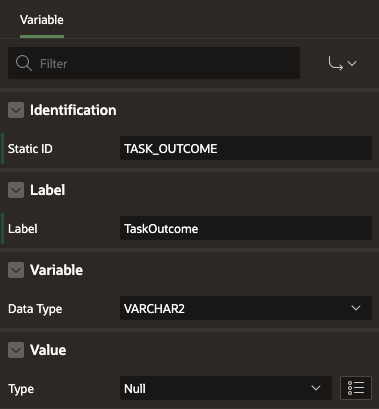 Variable
Filter
Identification
Static ID TASK_OUTCOME
Label
Label TaskOutcome
Variable
Data Type VARCHAR2
Value
Type Null